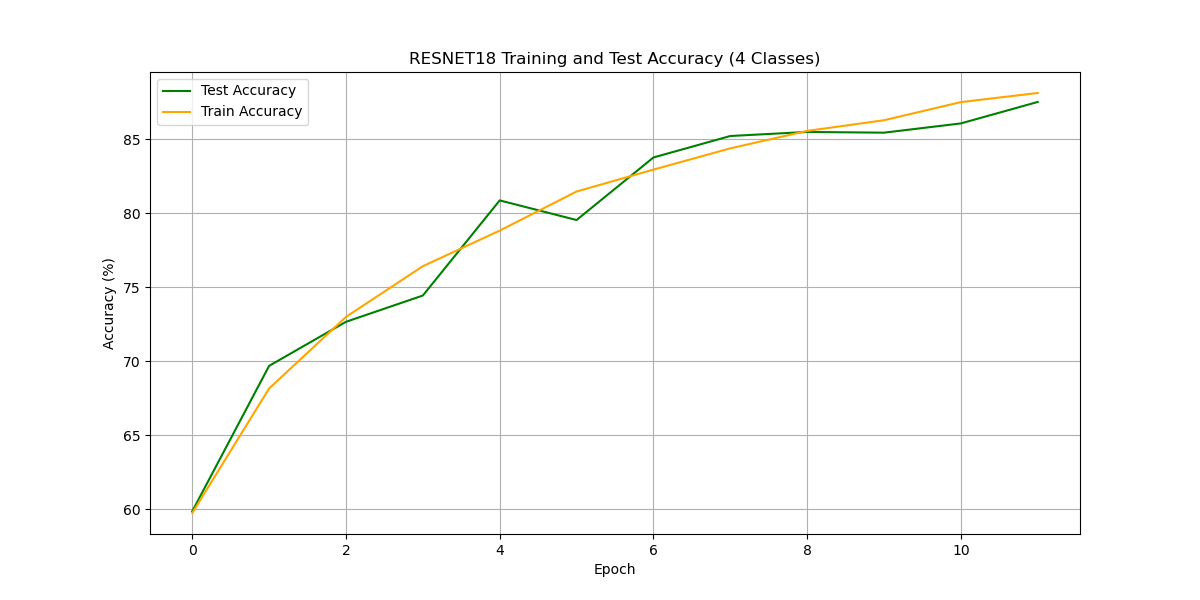 RESNET18 Training and Test Accuracy (4 Classes)
Test Accuracy
Train Accuracy
Accuracy (%)
85
80
75
70
65
60
0 2 4 6 8 10
Epoch